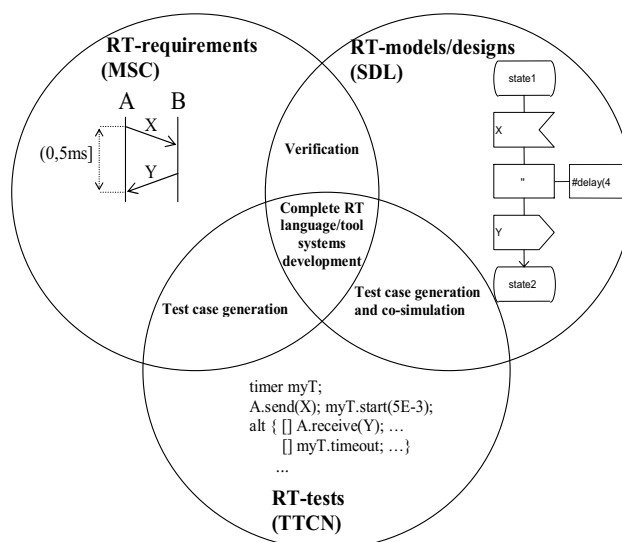 RT-requirements
(MSC)
RT-models/designs
(SDL)
A
B
X
(0,5ms]
Y
state1
X
"
#delay(4
Y
state2
Verification
Complete RT
language/tool
systems
development
Test case generation
Test case generation
and co-simulation
timer myT;
A.send(X); myT.start(5E-3);
alt { [] A.receive(Y); …
[] myT.timeout; …}
...
RT-tests
(TTCN)